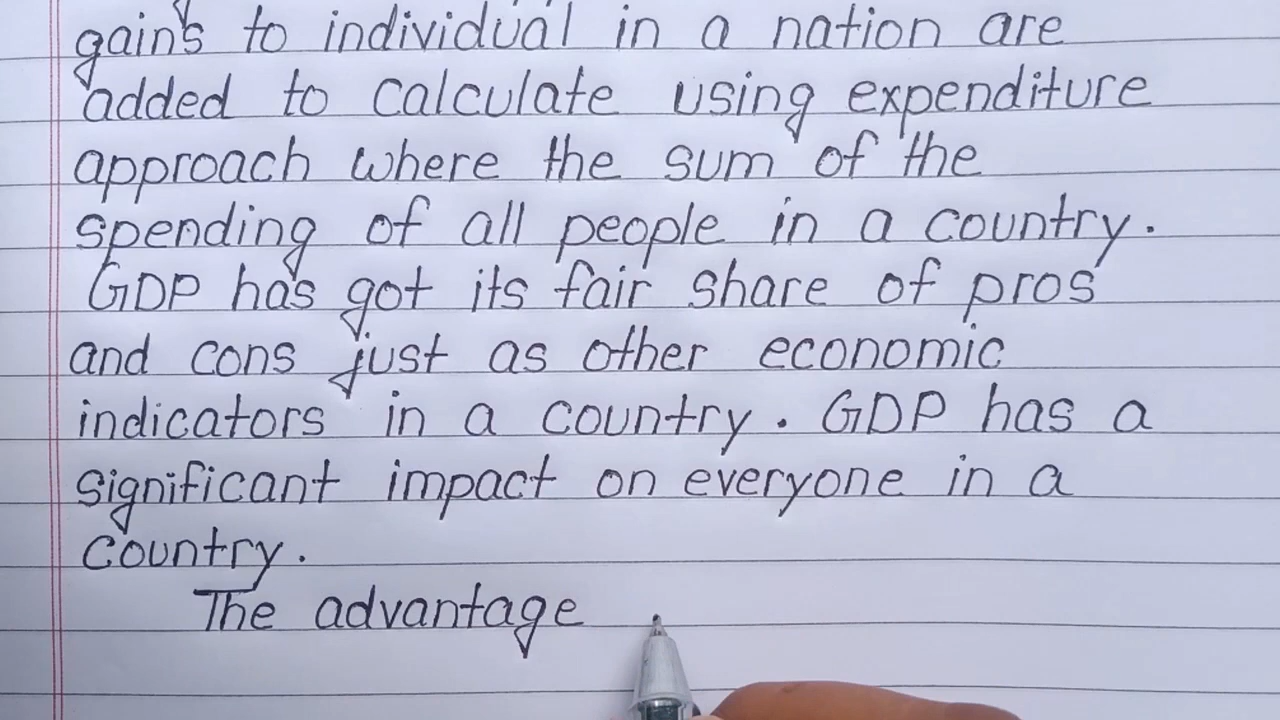 gains to individual in a nation are
added to calculate using expenditure
approach where the sum of the
spending of all people in a country.
GDP has got its fair share of pros
and cons just as other economic
indicators in a country. GDP has a
significant impact on everyone in a
country.
The advantage